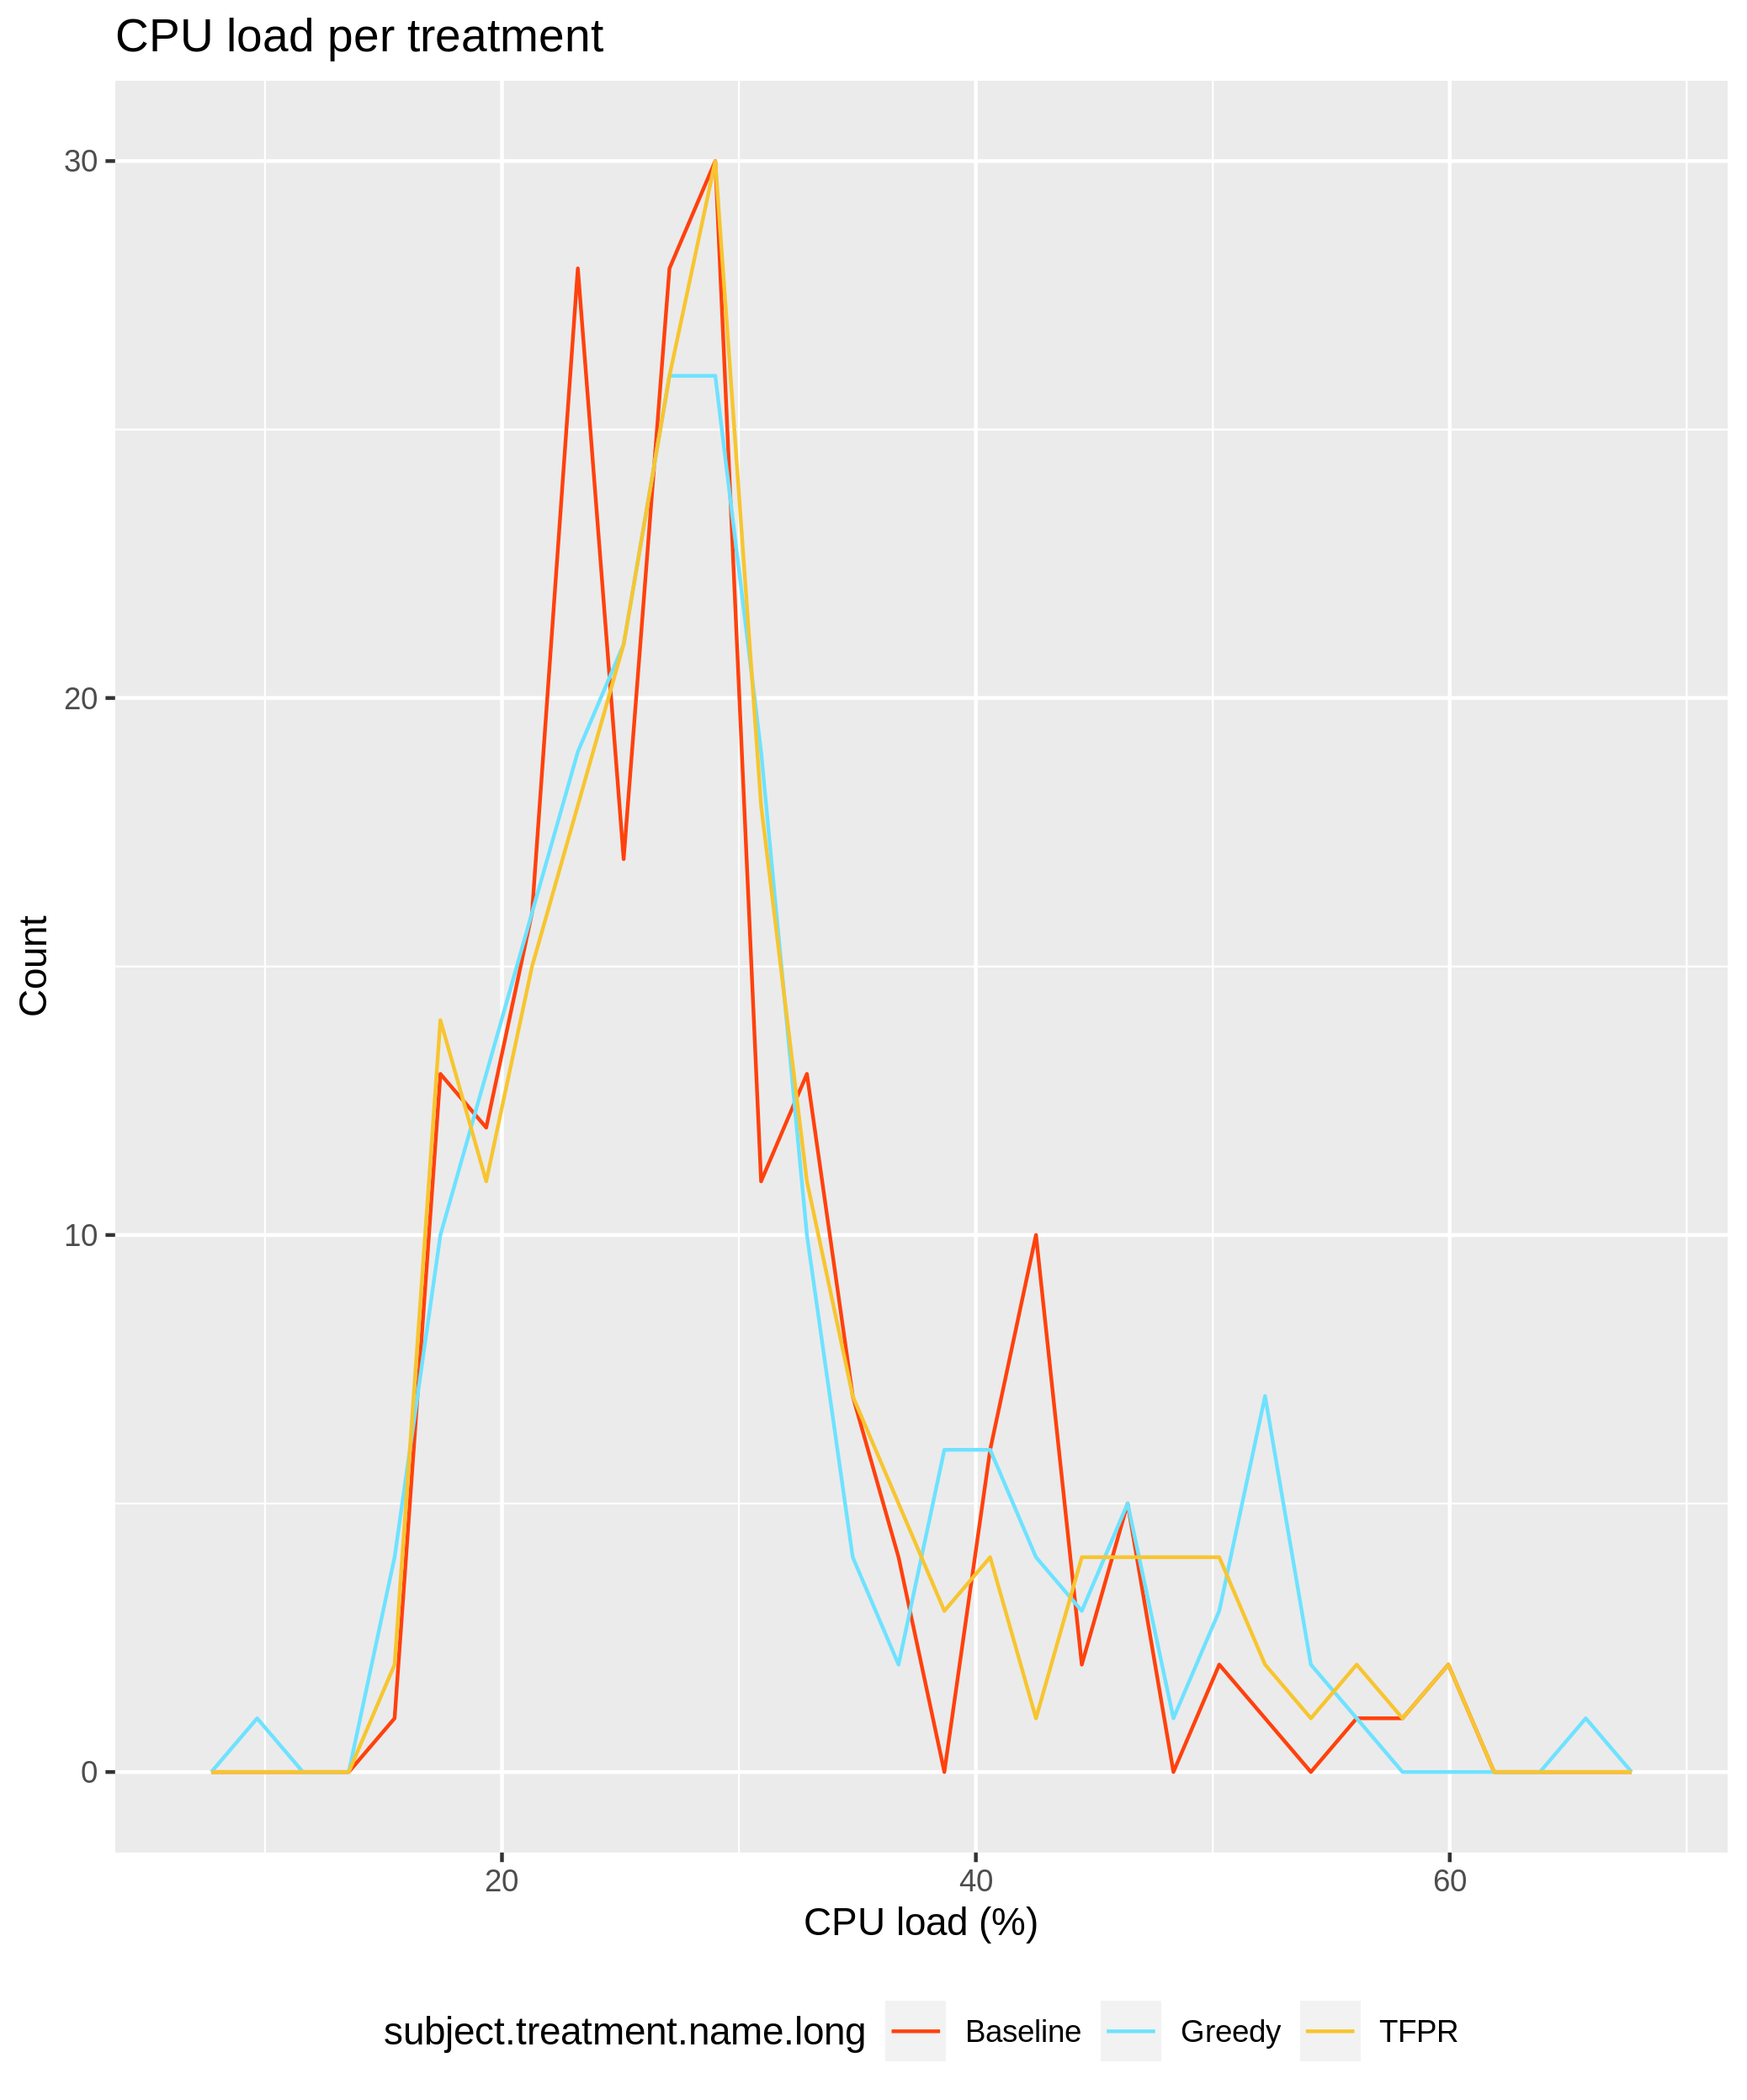 CPU load per treatment
30
20
10
0
Count
20 40 60
CPU load (%)
subject.treatment.name.long Baseline Greedy TFPR